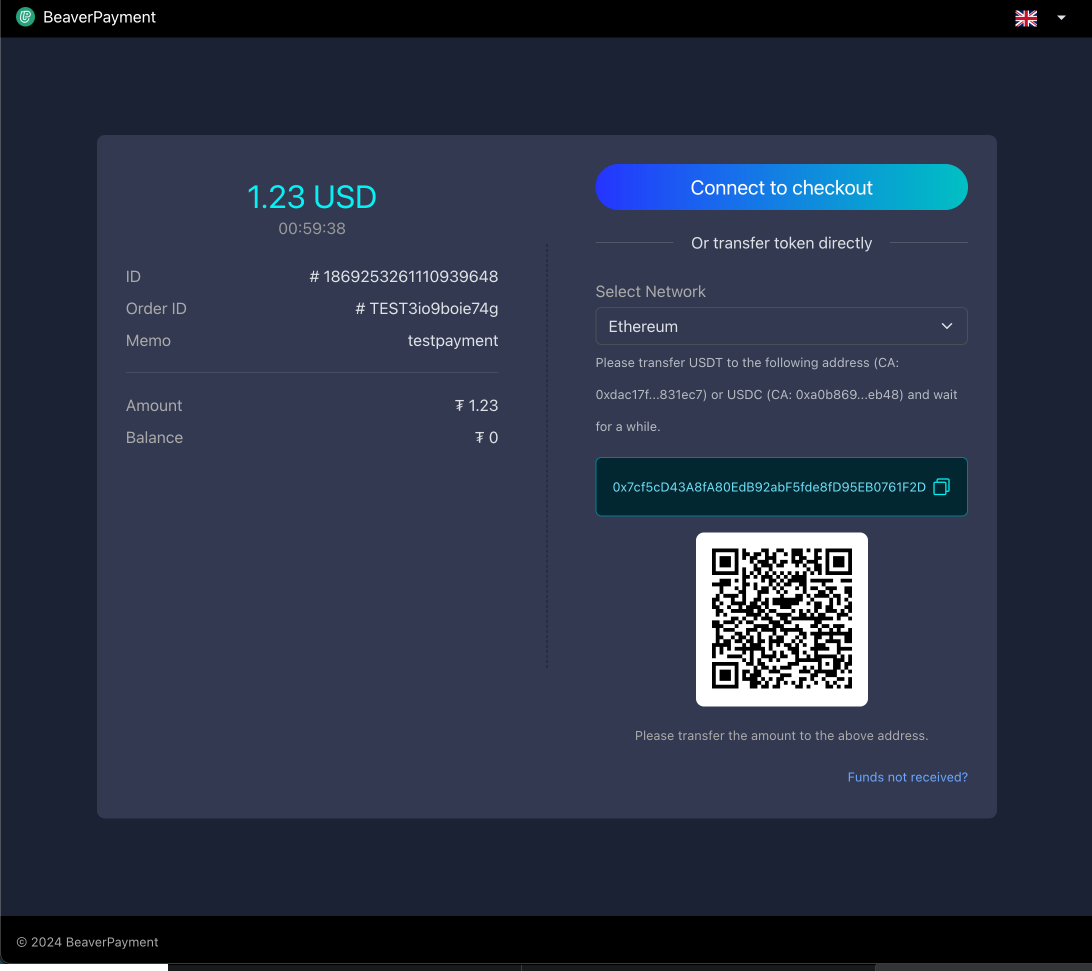 BeaverPayment
1.23 USD
00:59:38
ID # 1869253261110939648
Order ID # TEST3io9boie74g
Memo testpayment
Amount ₮ 1.23
Balance ₮ 0
Connect to checkout
Or transfer token directly
Select Network
Ethereum
Please transfer USDT to the following address (CA:
0xdac17f...831ec7) or USDC (CA: 0xa0b869...eb48) and wait
for a while.
0x7cf5cD43A8fA80EdB92abF5fde8fD95EB0761F2D
Please transfer the amount to the above address.
Funds not received?
© 2024 BeaverPayment